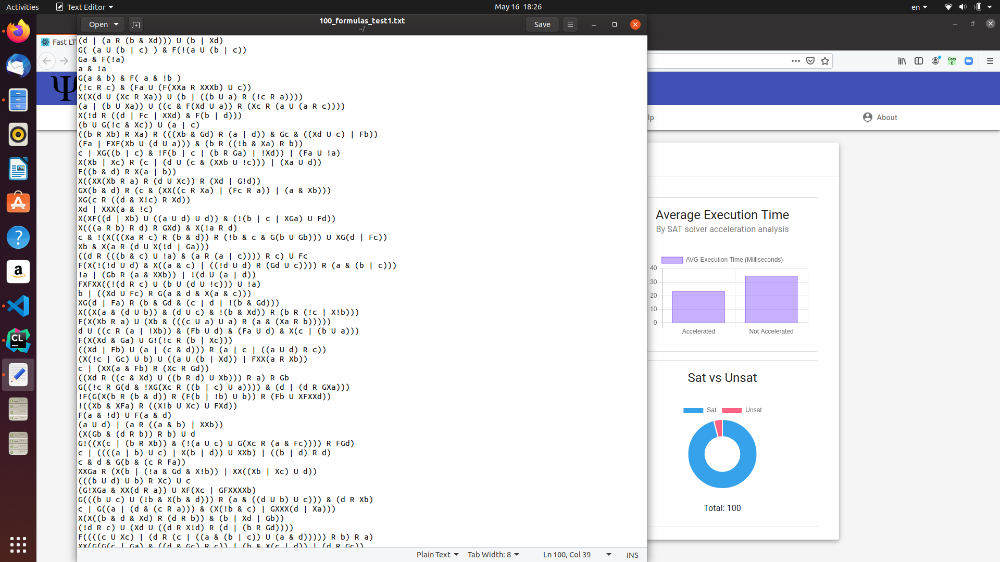 Activities
Text Editor
May 16 18:26
en
Open
100_formulas_test1.txt
~/
Save
Fast LT
(d | (a R (b & Xd))) U (b | Xd)
G( (a U (b | c) ) & F(!(a U (b | c))
Ga & F(!a)
a & !a
G(a & b) & F( a & !b )
(!c R c) & (Fa U (F(XXa R XXXb) U c))
X(X(d U (Xc R Xa)) U (b | ((b U a) R (!c R a))))
(a | (b U Xa)) U ((c & F(Xd U a)) R (Xc R (a U (a R c))))
X(!d R ((d | Fc | XXd) & F(b | d)))
(b U G(!c & Xc)) U (a | c)
((b R Xb) R Xa) R (((Xb & Gd) R (a | d)) & Gc & ((Xd U c) | Fb))
(Fa | FXF(Xb U (d U a))) & (b R ((!b & Xa) R b))
c | XG((b | c) & !F(b | c | (b R Ga) | !Xd)) | (Fa U !a)
X(Xb | Xc) R (c | (d U (c & (XXb U !c))) | (Xa U d))
F((b & d) R X(a | b))
X((XX(Xb R a) R (d U Xc)) R (Xd | G!d))
GX(b & d) R (c & (XX((c R Xa) | (Fc R a)) | (a & Xb)))
XG(c R ((d & X!c) R Xd))
Xd | XXX(a & !c)
X(XF((d | Xb) U ((a U d) U d)) & (!(b | c | XGa) U Fd))
X(((a R b) R d) R GXd) & X(!a R d)
c & !(X(((Xa R c) R (b & d)) R (!b & c & G(b U Gb))) U XG(d | Fc))
Xb & X(a R (d U X(!d | Ga)))
((d R (((b & c) U !a) & (a R (a | c)))) R c) U Fc
F(X(!(!d U d) & X((a & c) | ((!d U d) R (Gd U c)))) R (a & (b | c)))
!a | (Gb R (a & XXb)) | !(d U (a | d))
FXFXX((!(d R c) U (b U (d U !c))) U !a)
b | ((Xd U Fc) R G(a & d & X(a & c)))
XG(d | Fa) R (b & Gd & (c | d | !(b & Gd)))
X((X(a & (d U b)) & (d U c) & !(b & Xd)) R (b R (!c | X!b)))
F(X(Xb R a) U (Xb & (((c U a) U a) R (a & (Xa R b)))))
d U ((c R (a | !Xb)) & (Fb U d) & (Fa U d) & X(c | (b U a)))
F(X(Xd & Ga) U G!(!c R (b | Xc)))
((Xd | Fb) U (a | (c & d))) R (a | c | ((a U d) R c))
(X(!c | Gc) U b) U ((a U (b | Xd)) | FXX(a R Xb))
c | (XX(a & Fb) R (Xc R Gd))
((Xd R ((c & Xd) U ((b R d) U Xb))) R a) R Gb
G((!c R G(d & !XG(Xc R ((b | c) U a)))) & (d | (d R GXa)))
!F(G(X(b R (b & d)) R (F(b | !b) U b)) R (Fb U XFXXd))
!((Xb & XFa) R ((X!b U Xc) U FXd))
F(a & !d) U F(a & d)
(a U d) | (a R ((a & b) | XXb))
(X(Gb & (d R b)) R b) U d
G!((X(c | (b R Xb)) & (!(a U c) U G(Xc R (a & Fc)))) R FGd)
c | ((((a | b) U c) | X(b | d)) U XXb) | ((b | d) R d)
c & d & G(b & (c R Fa))
XXGa R (X(b | (!a & Gd & X!b)) | XX((Xb | Xc) U d))
(((b U d) U b) R Xc) U c
(G!XGa & XX(d R a)) U XF(Xc | GFXXXXb)
G(((b U c) U (!b & X(b & d))) R (a & ((d U b) U c))) & (d R Xb)
c | G((a | (d & (c R a))) & (X(!b & c) | GXXX(d | Xa)))
X(X((b & d & Xd) R (d R b)) & (b | Xd | Gb))
(!d R c) U (Xd U ((d R X!d) R (d | (b R Gd))))
F((((c U Xc) | (d R (c | ((a & (b | c)) U (a & d))))) R b) R a)
XX(G(G(c | Ga) & ((d & Gc) R c)) | (b & X(c | d)) | (d R Gc))
Plain Text
Tab Width: 8
Ln 100, Col 39
INS
Cors E
lp
About
Average Execution Time
By SAT solver acceleration analysis
AVG Execution Time (Milliseconds)
40
30
20
10
0
Accelerated
Not Accelerated
Sat vs Unsat
Sat
Unsat
Total: 100
Ψ
CL
a
?